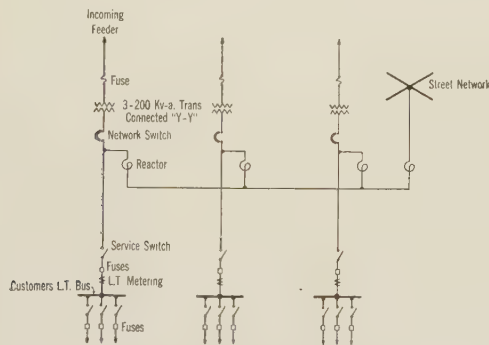 Incoming
Feeder
Fuse
3-200 Kv-a. Trans
Connected "Y-Y"
Network Switch
Street Network
Reactor
Service Switch
Fuses
L.T. Metering
Customers L.T. Bus
Fuses